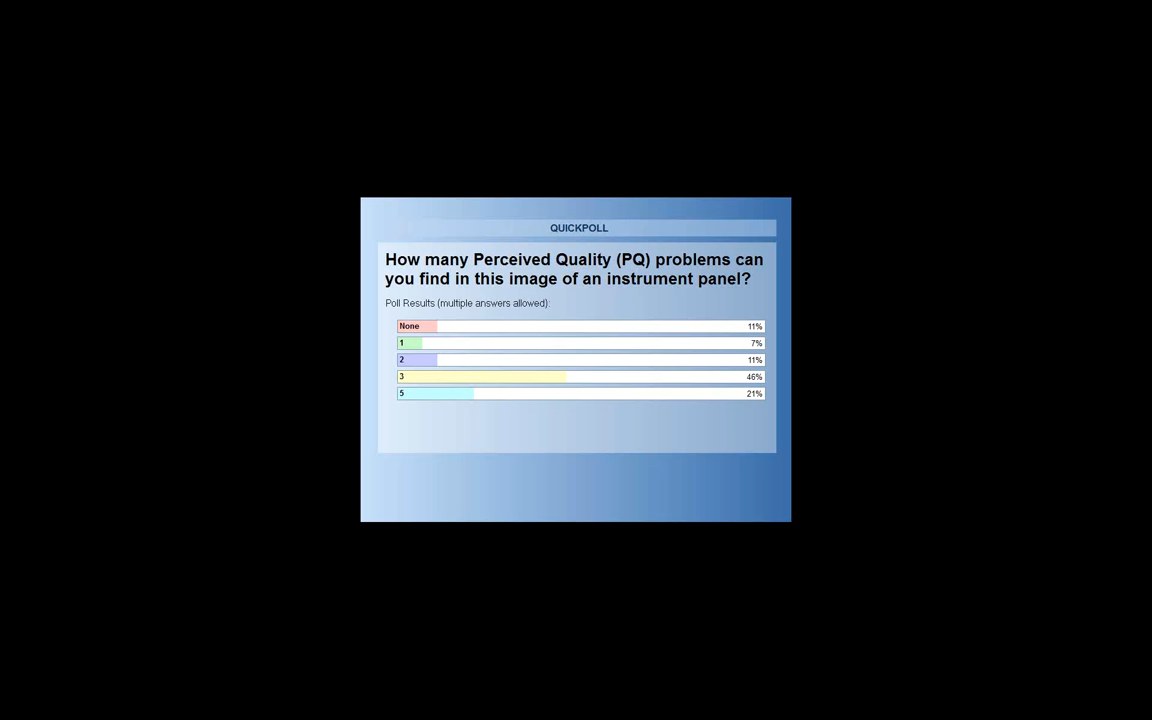 QUICKPOLL
How many Perceived Quality (PQ) problems can
you find in this image of an instrument panel?
Poll Results (multiple answers allowed):
None 11%
1 7%
2 11%
3 46%
5 21%